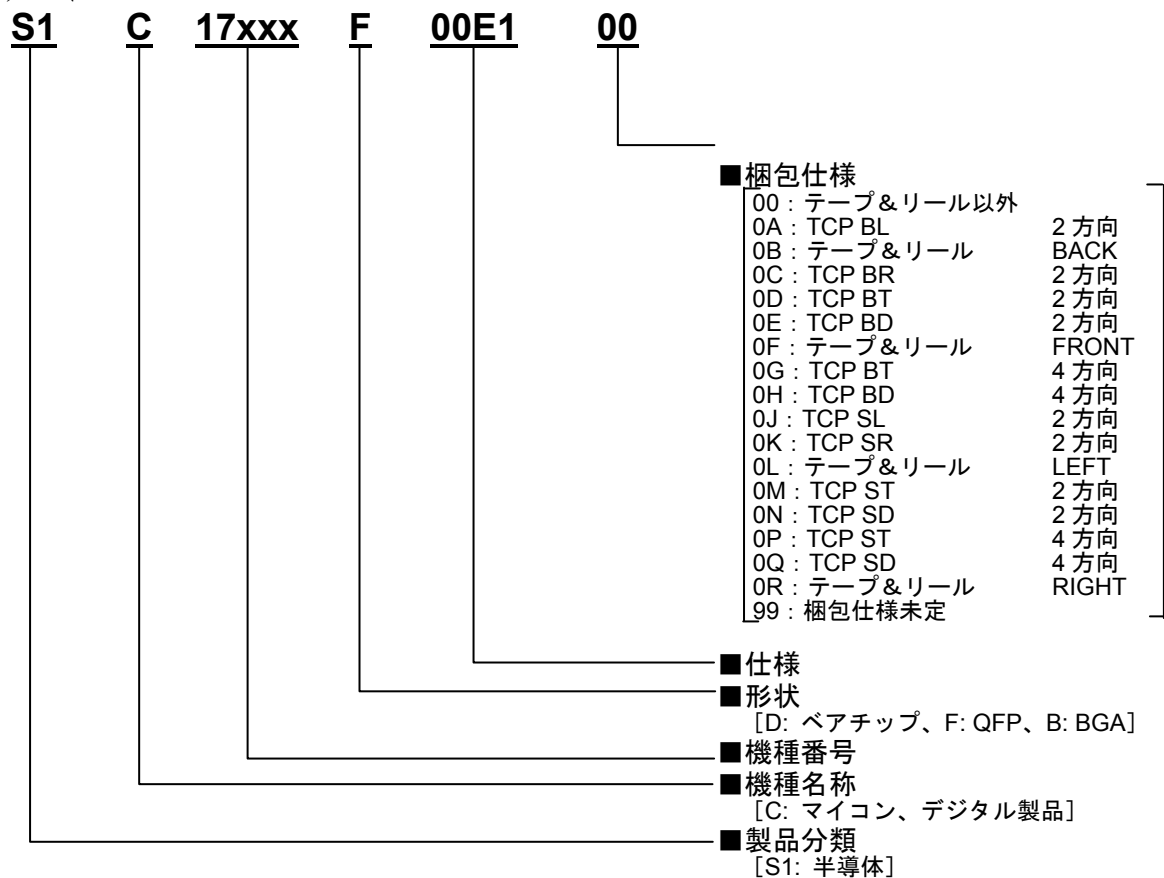 S1 C 17xxx F 00E1 00
■梱包仕様
00：テープ＆リール以外
0A：TCP BL 2 方向
0B：テープ＆リール BACK
0C：TCP BR 2 方向
0D：TCP BT 2 方向
0E：TCP BD 2 方向
0F：テープ＆リール FRONT
0G：TCP BT 4 方向
0H：TCP BD 4 方向
0J：TCP SL 2 方向
0K：TCP SR 2 方向
0L：テープ＆リール LEFT
0M：TCP ST 2 方向
0N：TCP SD 2 方向
0P：TCP ST 4 方向
0Q：TCP SD 4 方向
0R：テープ＆リール RIGHT
99：梱包仕様未定
■仕様
■形状
［D: ベアチップ、F: QFP、B: BGA］
■機種番号
■機種名称
［C: マイコン、デジタル製品］
■製品分類
［S1: 半導体］